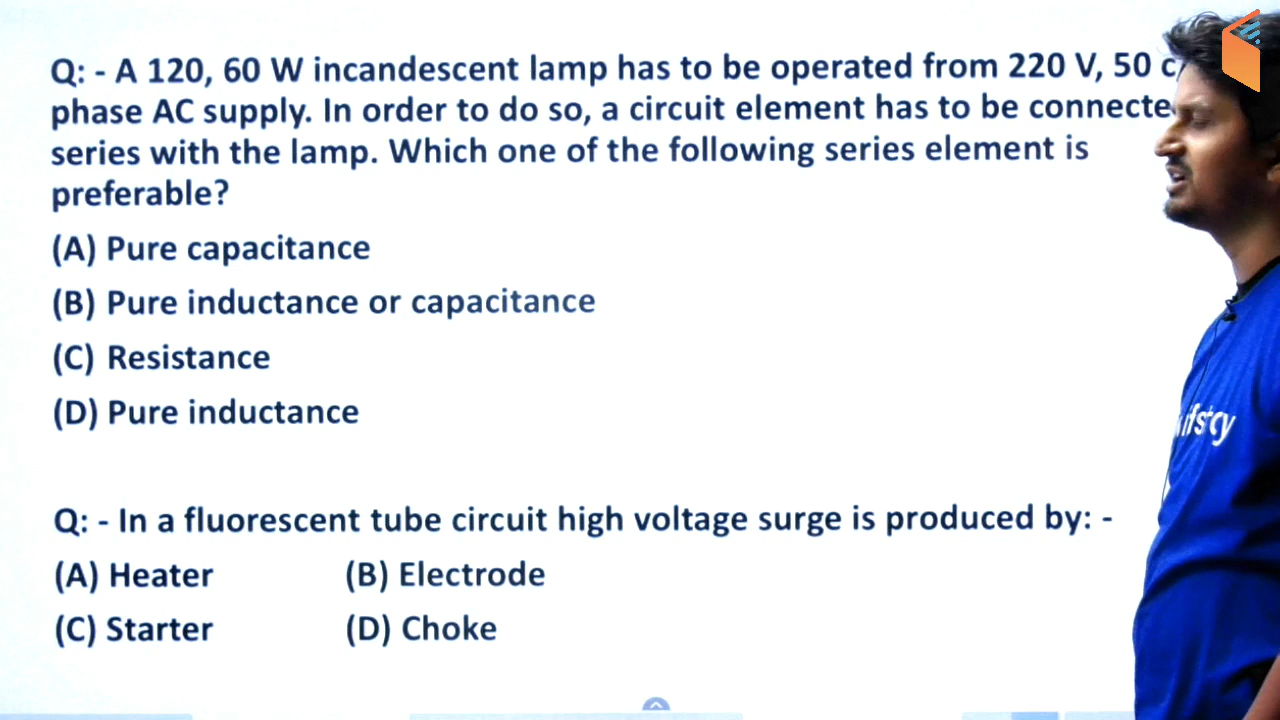 Q: - A 120, 60 W incandescent lamp has to be operated from 220 V, 50
phase AC supply. In order to do so, a circuit element has to be
series with the lamp. Which one of the following series element is
preferable?
(A) Pure capacitance
(B) Pure inductance or capacitance
(C) Resistance
(D) Pure inductance
Q: - In a fluorescent tube circuit high voltage surge is produced by: -
(A) Heater (B) Electrode
(C) Starter (D) Choke